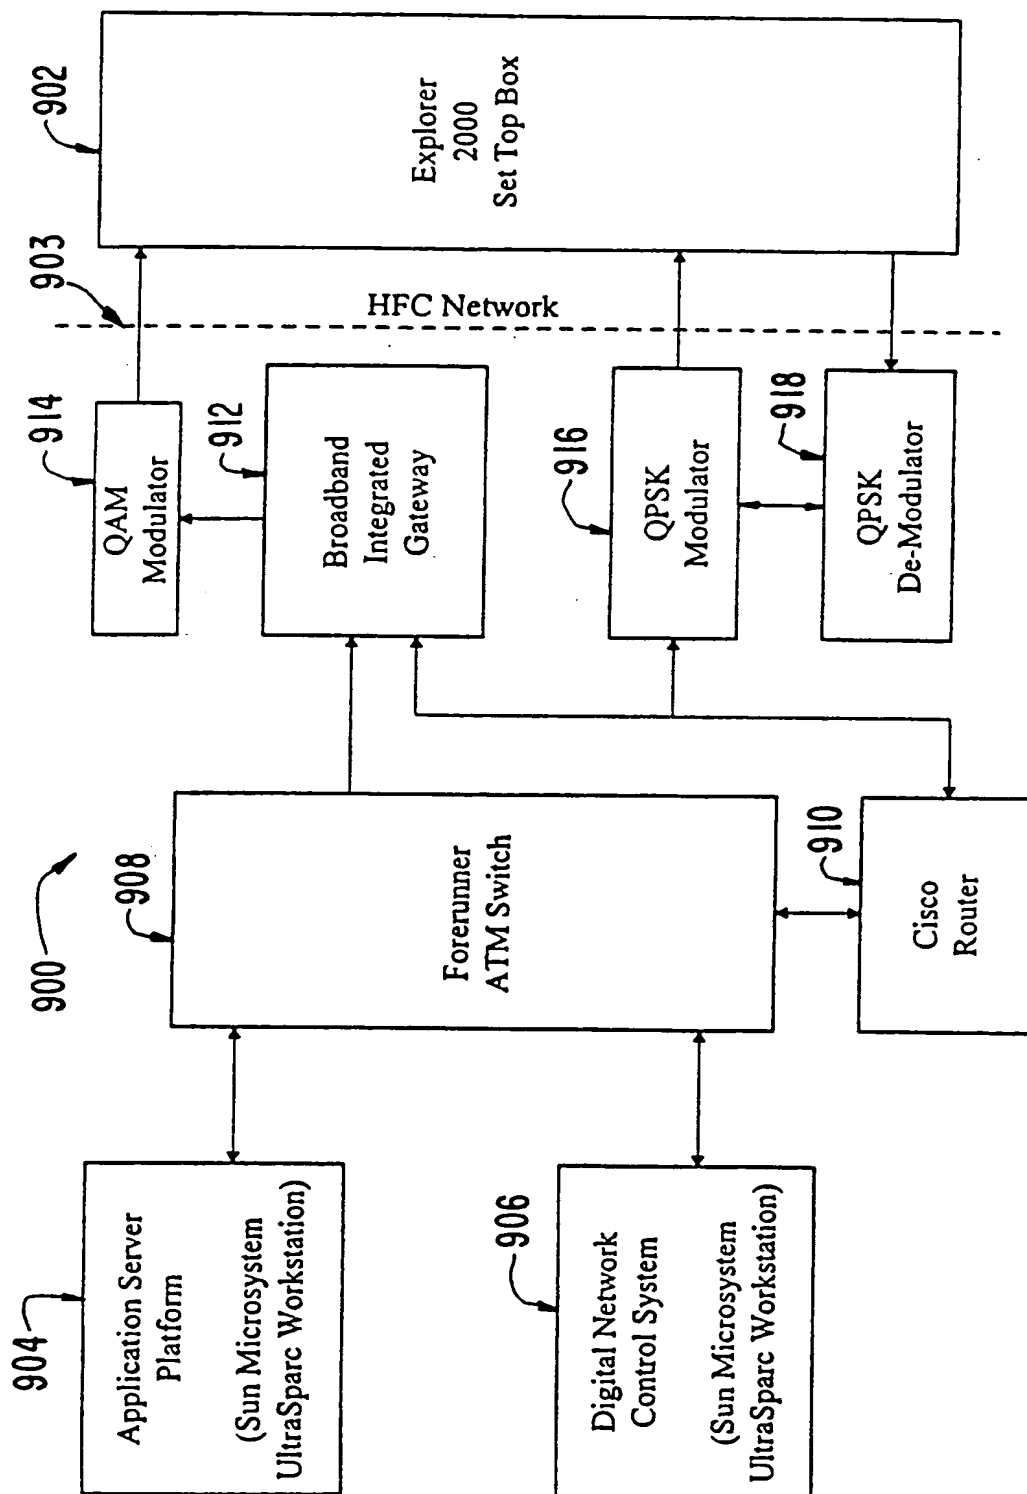 900
904
Application Server
Platform
(Sun Microsystem
UltraSparc Workstation)
906
Digital Network
Control System
(Sun Microsystem
UltraSparc Workstation)
908
Forerunner
ATM Switch
910
Cisco
Router
914
QAM
Modulator
912
Broadband
Integrated
Gateway
916
QPSK
Modulator
918
QPSK
De-Modulator
903
HFC Network
902
Explorer
2000
Set Top Box